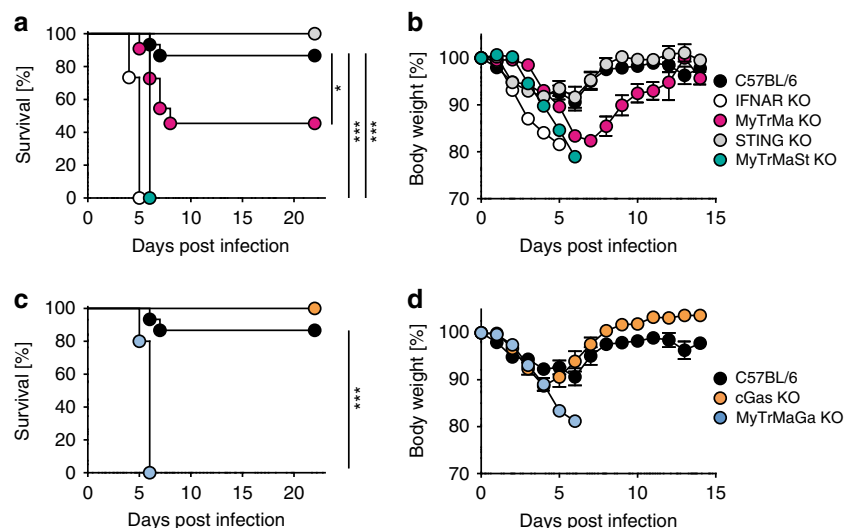 a
Survival [%]
100
80
60
40
20
0
0 5 10 15 20
Days post infection
*
***
***
b
Body weight [%]
100
90
80
70
0 5 10 15
Days post infection
C57BL/6
IFNAR KO
MyTrMa KO
STING KO
MyTrMaSt KO
c
Survival [%]
100
80
60
40
20
0
0 5 10 15 20
Days post infection
***
d
Body weight [%]
100
90
80
70
0 5 10 15
Days post infection
C57BL/6
cGas KO
MyTrMaGa KO